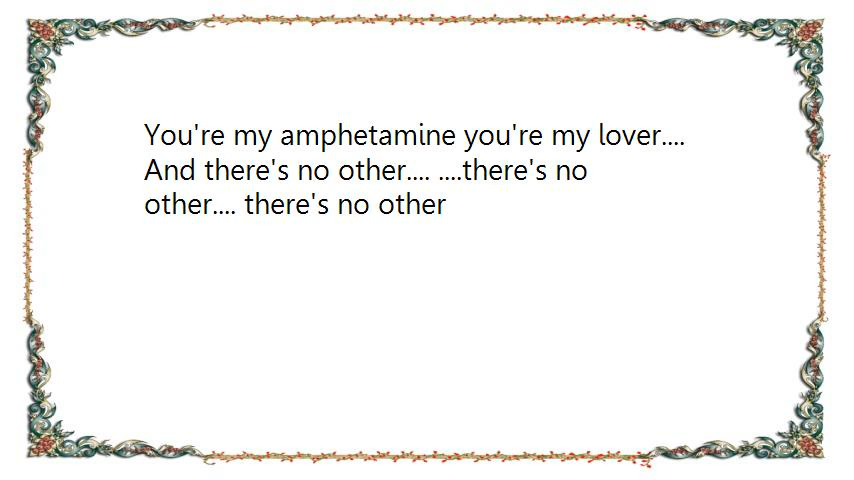 You're my amphetamine you're my lover....
And there's no other.... ....there's no
other.... there's no other